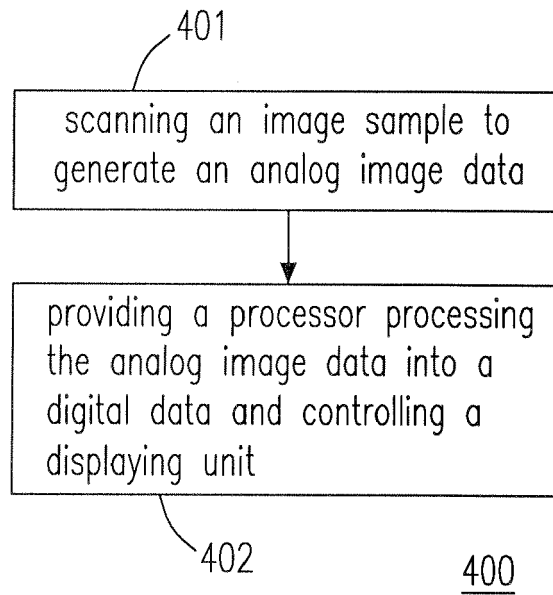 401
scanning an image sample to
generate an analog image data
providing a processor processing
the analog image data into a
digital data and controlling a
displaying unit
402
400